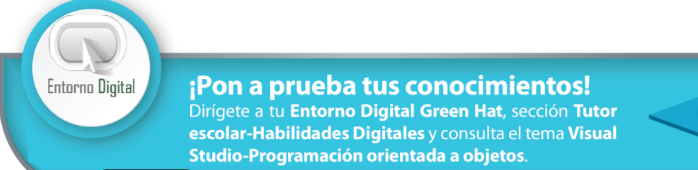 Entorno Digital
¡Pon a prueba tus conocimientos!
Dirígete a tu Entorno Digital Green Hat, sección Tutor
escolar-Habilidades Digitales y consulta el tema Visual
Studio-Programación orientada a objetos.